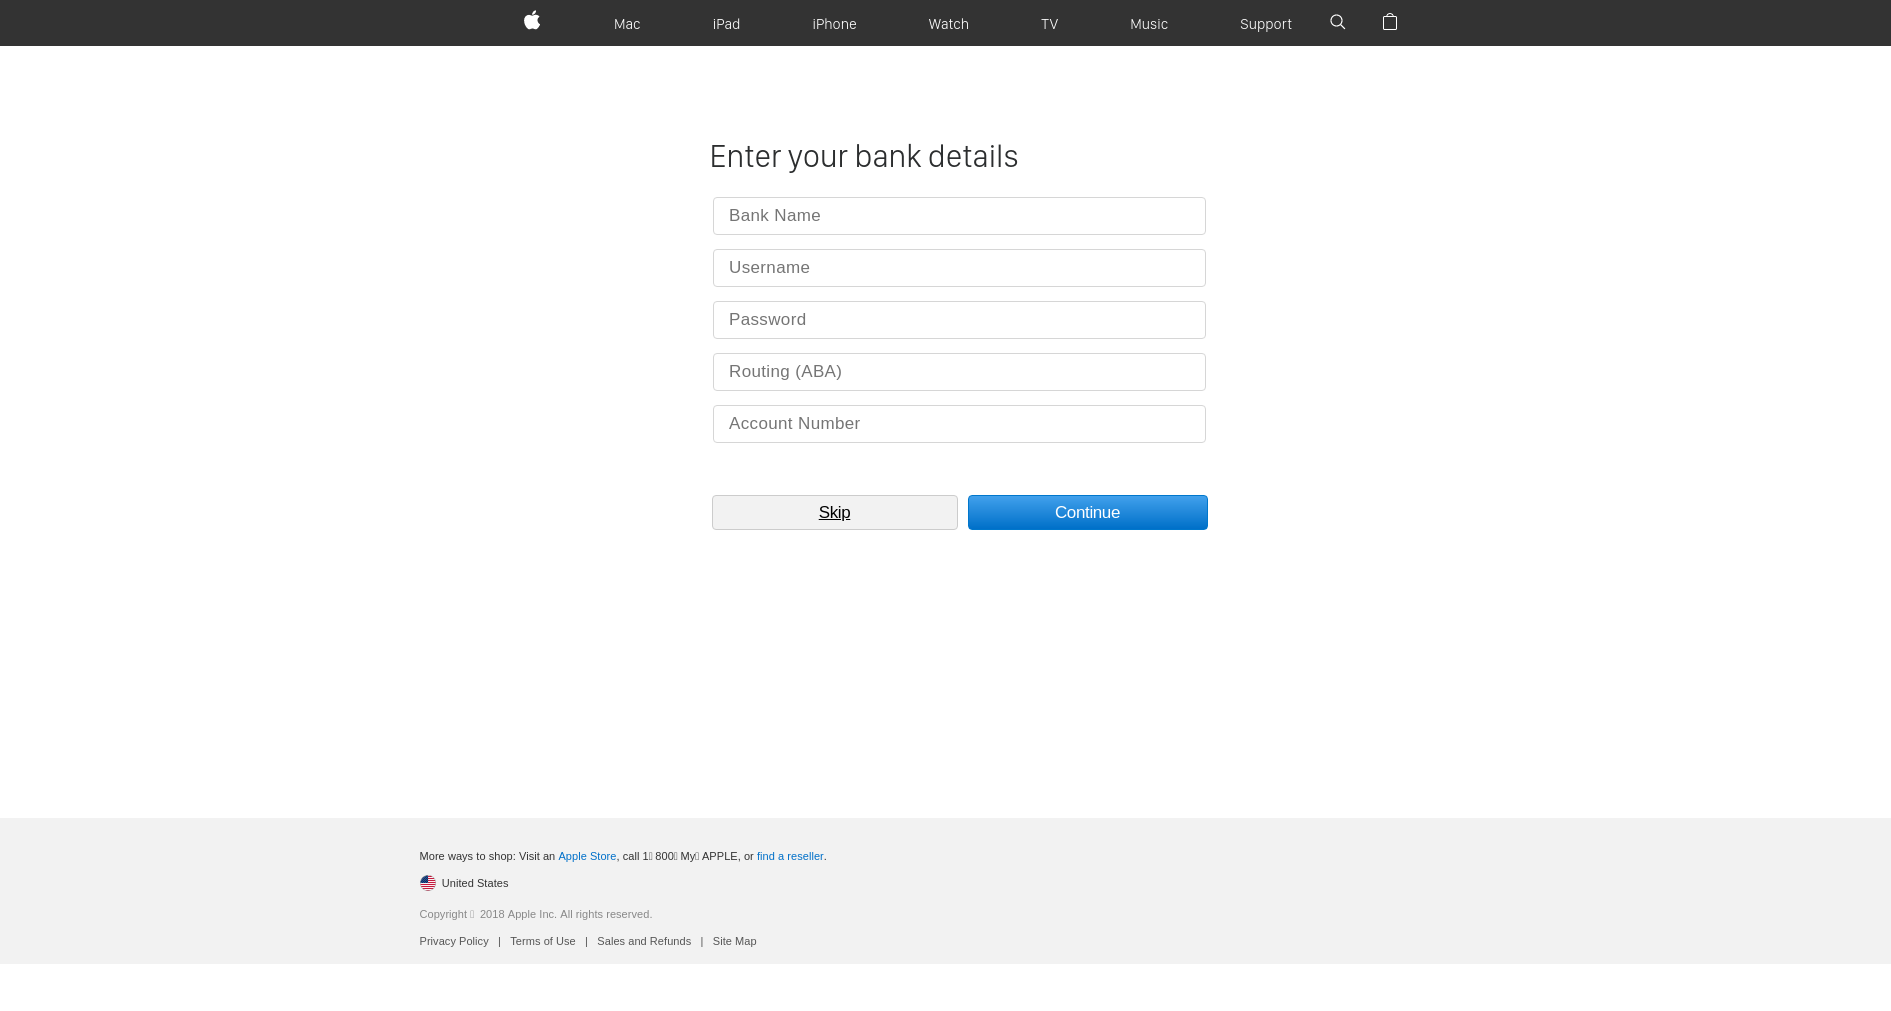 Mac iPad iPhone Watch TV Music Support
Enter your bank details
Bank Name
Username
Password
Routing (ABA)
Account Number
Skip Continue
More ways to shop: Visit an Apple Store, call 1▯800▯My▯APPLE, or find a reseller.
United States
Copyright ▯ 2018 Apple Inc. All rights reserved.
Privacy Policy | Terms of Use | Sales and Refunds | Site Map